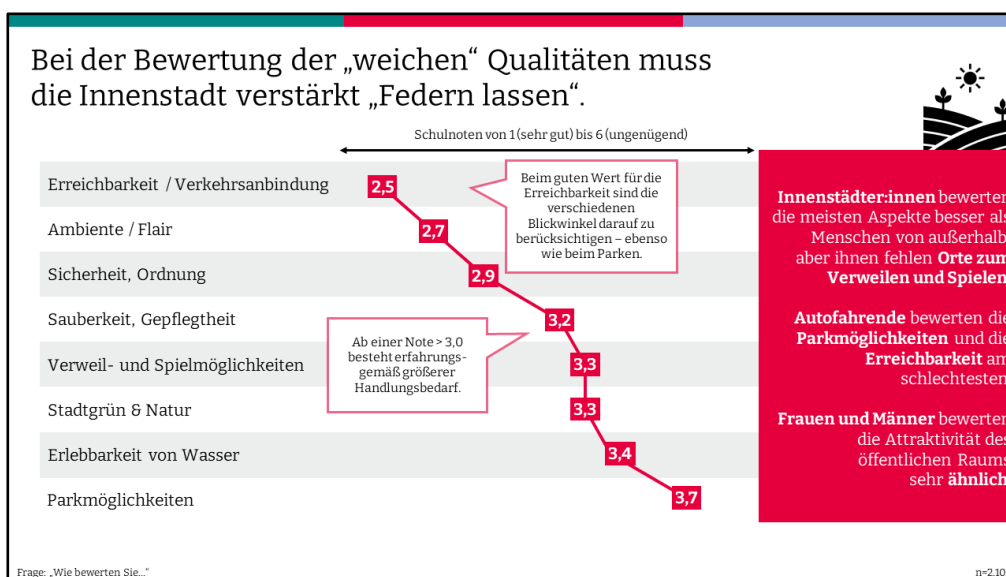 Bei der Bewertung der „weichen“ Qualitäten muss
die Innenstadt verstärkt „Federn lassen“.
Schulnoten von 1 (sehr gut) bis 6 (ungenügend)
Erreichbarkeit / Verkehrsanbindung 2,5
Ambiente / Flair 2,7
Sicherheit, Ordnung 2,9
Sauberkeit, Gepflegtheit 3,2
Verweil- und Spielmöglichkeiten 3,3
Stadtgrün & Natur 3,3
Erlebbarkeit von Wasser 3,4
Parkmöglichkeiten 3,7
Beim guten Wert für die
Erreichbarkeit sind die
verschiedenen
Blickwinkel darauf zu
berücksichtigen – ebenso
wie beim Parken.
Ab einer Note > 3,0
besteht erfahrungs-
gemäß größerer
Handlungsbedarf.
Innenstädter:innen bewerten
die meisten Aspekte besser als
Menschen von außerhalb,
aber ihnen fehlen Orte zum
Verweilen und Spielen
Autofahrende bewerten die
Parkmöglichkeiten und die
Erreichbarkeit am
schlechtesten
Frauen und Männer bewerten
die Attraktivität des
öffentlichen Raums
sehr ähnlich
Frage: „Wie bewerten Sie...“